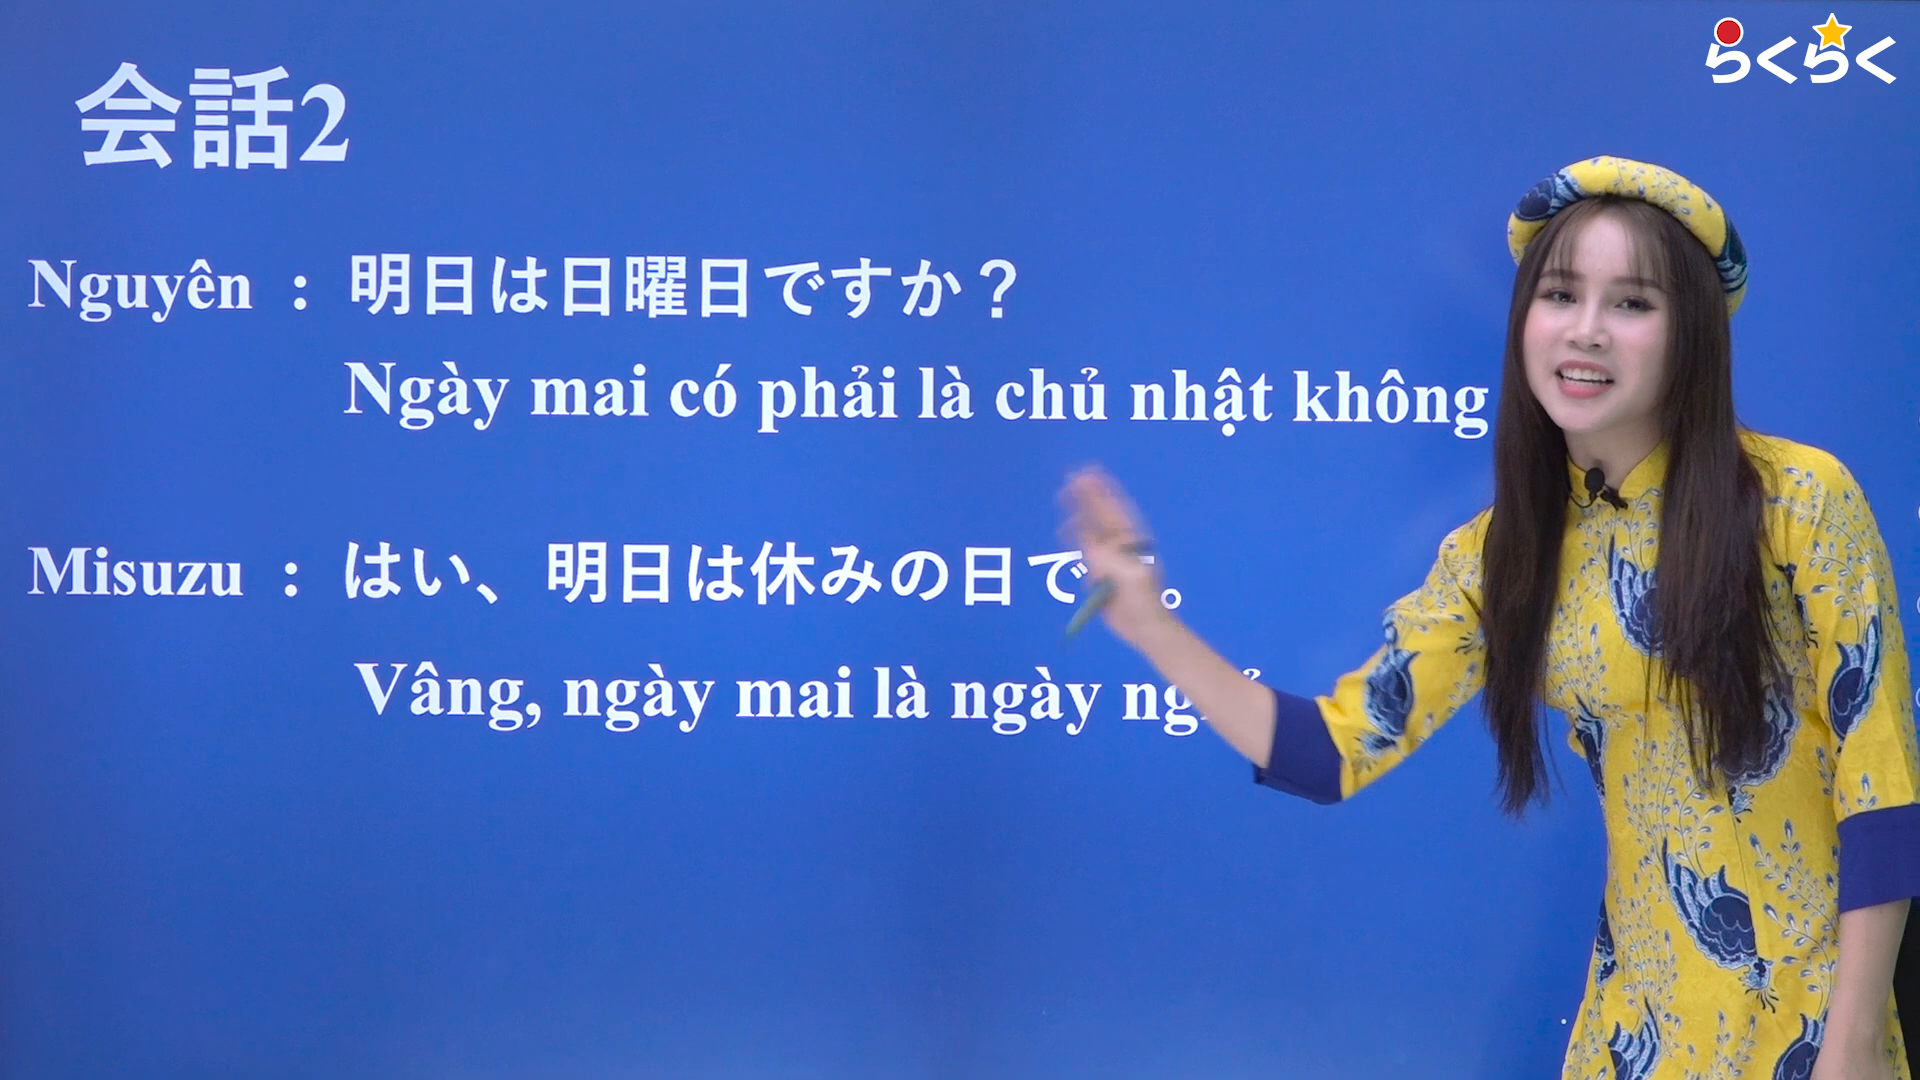 らくらく
会話2
Nguyên : 明日は日曜日ですか？
Ngày mai có phải là chủ nhật không
Misuzu : はい、明日は休みの日で。
Vâng, ngày mai là ngày